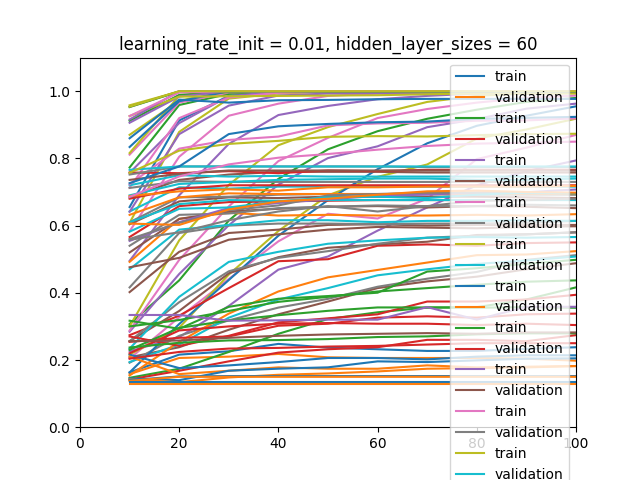 learning_rate_init = 0.01, hidden_layer_sizes = 60
1.0
0.8
0.6
0.4
0.2
0.0
0
20
40
60
80
100
train
validation
train
validation
train
validation
train
validation
train
validation
train
validation
train
validation
train
validation
train
validation
train
validation